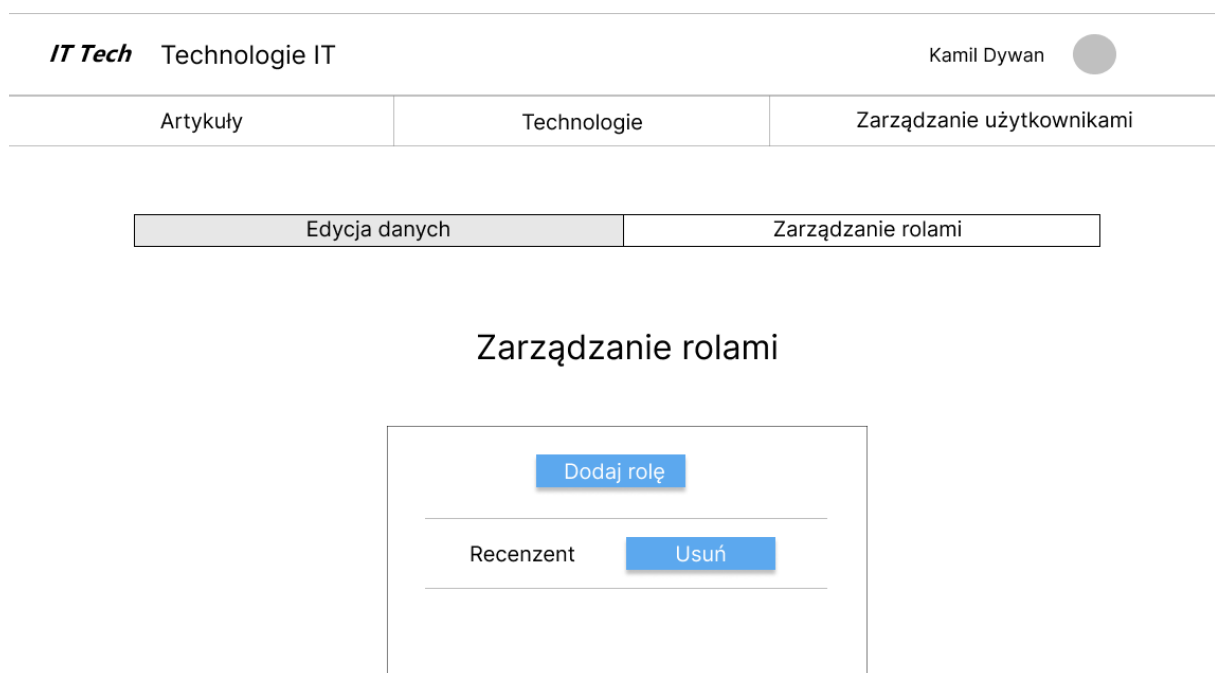 IT Tech Technologie IT Kamil Dywan
Artykuły Technologie Zarządzanie użytkownikami
Edycja danych Zarządzanie rolami
Zarządzanie rolami
Dodaj rolę
Recenzent Usuń